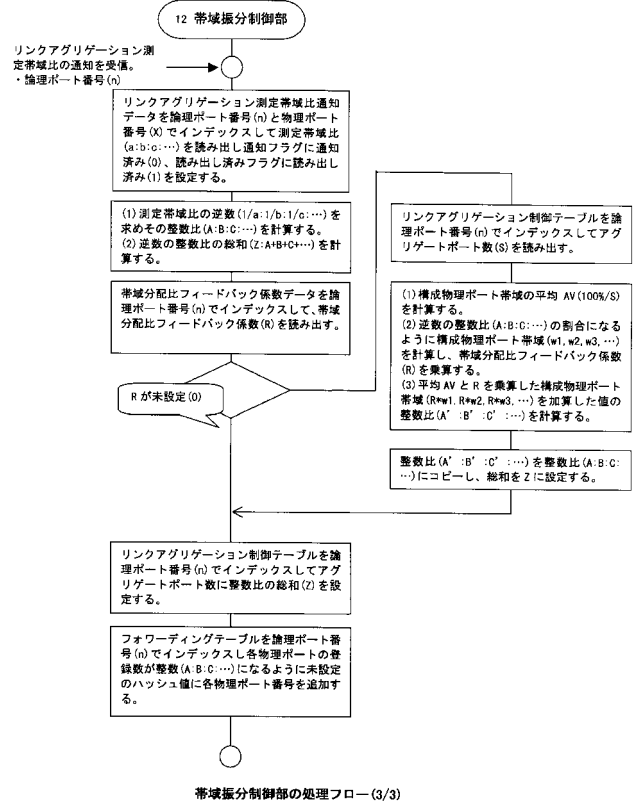 12 帯域振分制御部
リンクアグリゲーション測
定帯域比の通知を受信。
・論理ポート番号(n)
リンクアグリゲーション測定帯域比通知
データを論理ポート番号(n)と物理ポート
番号(X)でインデックスして測定帯域比
(a:b:c:…)を読み出し通知フラグに通知
済み(0)、読み出し済みフラグに読み出し
済み(1)を設定する。
(1)測定帯域比の逆数(1/a:1/b:1/c:…)を
求めその整数比(A:B:C:…)を計算する。
(2)逆数の整数比の総和(Z:A+B+C+…)を計
算する。
帯域分配比フィードバック係数データを論理
ポート番号(n)でインデックスして、帯域
分配比フィードバック係数(R)を読み出す。
Rが未設定(0)
リンクアグリゲーション制御テーブルを論
理ポート番号(n)でインデックスしてアグ
リゲートポート数(S)を読み出す。
(1)構成物理ポート帯域の平均 AV(100%/S)
を計算する。
(2)逆数の整数比(A:B:C:…)の割合になる
ように構成物理ポート帯域(w1,w2,w3,…)
を計算し、帯域分配比フィードバック係数
(R)を乗算する。
(3)平均 AV と R を乗算した構成物理ポート
帯域(R*w1,R*w2,R*w3,…)を加算した値の
整数比(A':B':C':…)を計算する。
整数比(A':B':C':…)を整数比(A:B:C:
…)にコピーし、総和を Z に設定する。
リンクアグリゲーション制御テーブルを論
理ポート番号(n)でインデックスしてアグ
リゲートポート数に整数比の総和(Z)を設
定する。
フォワーディングテーブルを論理ポート番
号(n)でインデックスし各物理ポートの登
録数が整数(A:B:C:…)になるように未設定
のハッシュ値に各物理ポート番号を追加す
る。
帯域振分制御部の処理フロー(3/3)